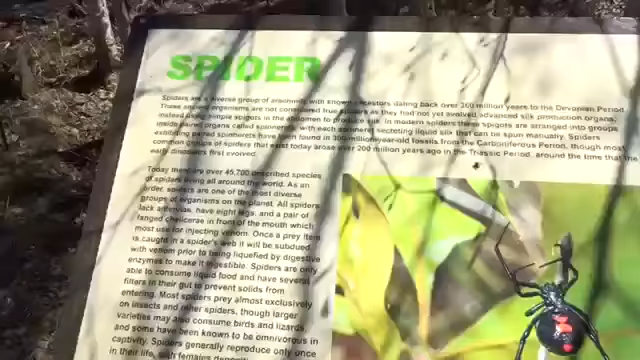 SPIDER
Spiders are a diverse group of arachnids with known ancestors dating back over 360 million years to the Devonian Period.
These ancient organisms are not considered true spiders as they had not yet evolved advanced silk production organs,
instead using simple spigots in the abdomen to produce silk. In modern spiders these spigots are arranged into groups
inside paired organs called spinnerets, with each spinneret secreting liquid silk that can be spun manually. Spiders
exhibiting paired spinnerets have been found in 300-million-year-old fossils from the Carboniferous Period, though most
common groups of spiders that exist today arose over 200 million years ago in the Triassic Period, around the time that the
early dinosaurs first evolved.
Today there are over 45,700 described species
of spiders living all around the world. As an
order, spiders are one of the most diverse
groups of organisms on the planet. All spiders
lack antennas, have eight legs, and a pair of
fanged chelicerae in front of the mouth which
most use for injecting venom. Once a prey item
is caught in a spider's web it will be subdued
with venom prior to being liquefied by digestive
enzymes to make it ingestible. Spiders are only
able to consume liquid food and have several
filters in their gut to prevent solids from
entering. Most spiders prey almost exclusively
on insects and other spiders, though larger
varieties may also consume birds and lizards,
and some have been known to be omnivorous in
captivity. Spiders generally reproduce only once
in their life, with females